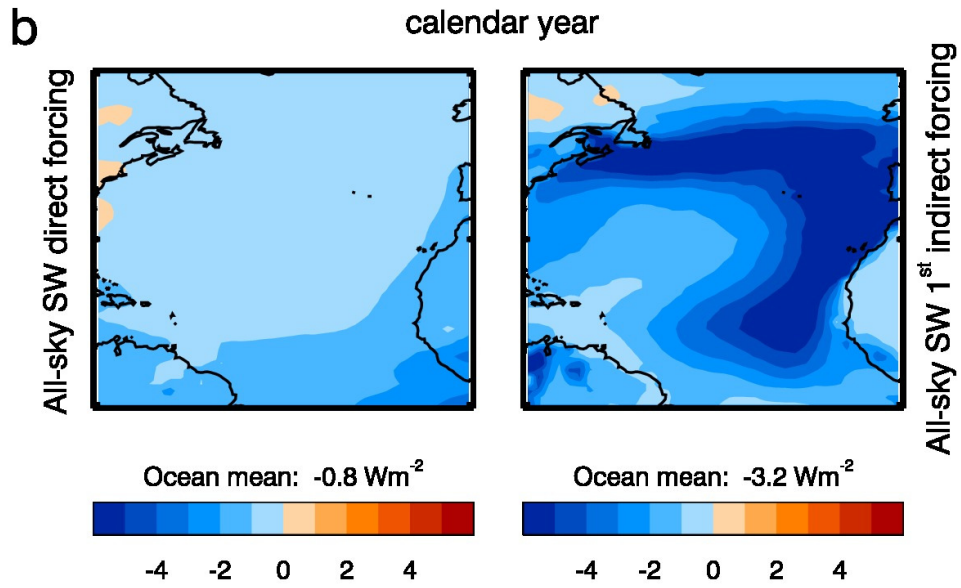 b
calendar year
All-sky SW direct forcing
All-sky SW 1st indirect forcing
Ocean mean: -0.8 Wm-2
Ocean mean: -3.2 Wm-2
-4 -2 0 2 4
-4 -2 0 2 4